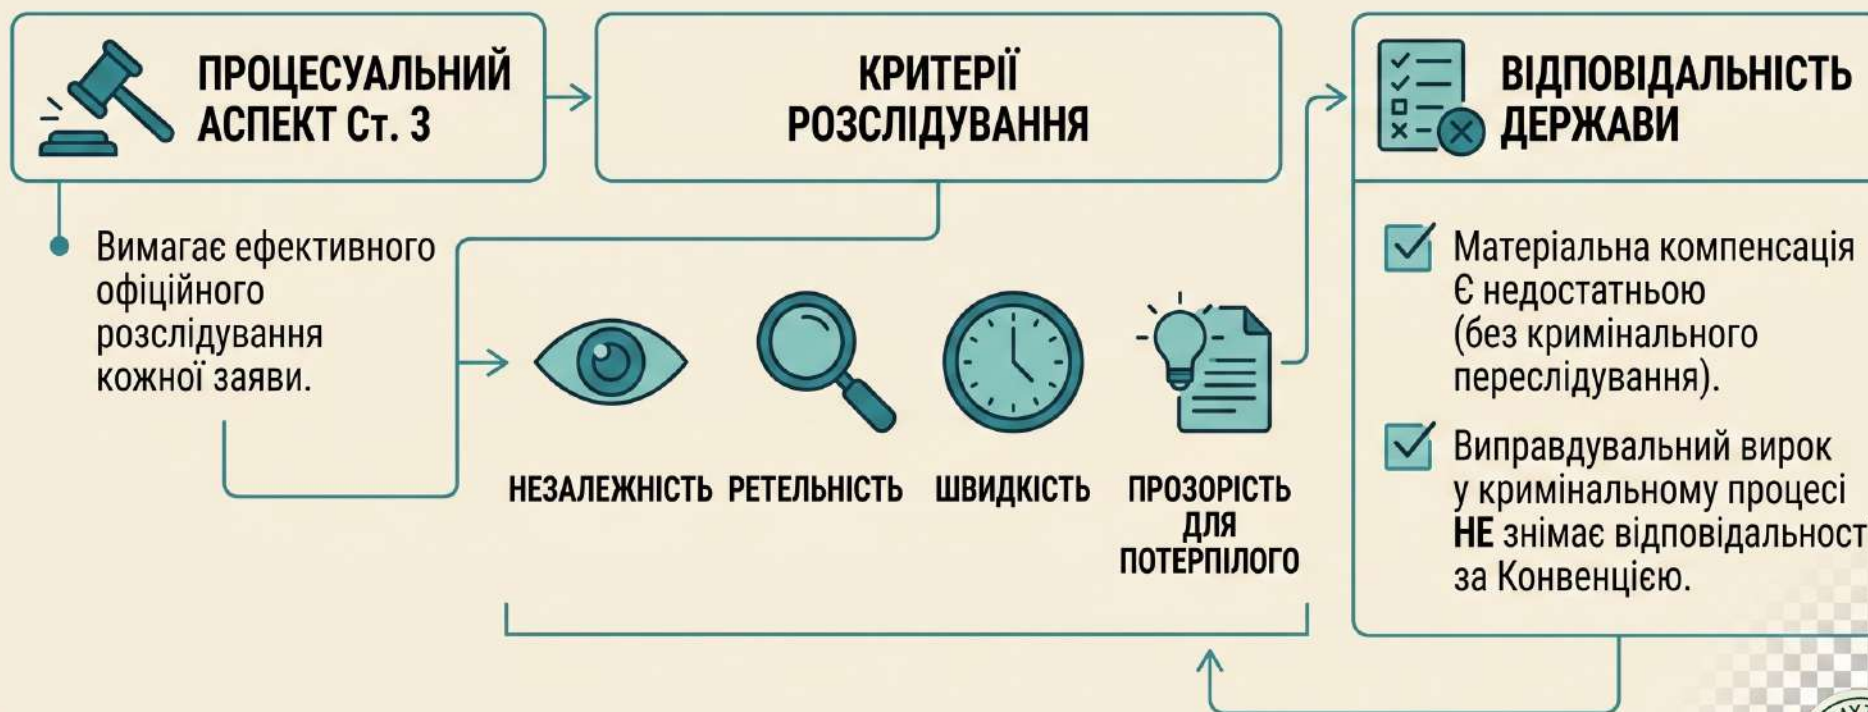 ПРОЦЕСУАЛЬНИЙ
АСПЕКТ Ст. 3
Вимагає ефективного
офіційного
розслідування
кожної заяви.
КРИТЕРІЇ
РОЗСЛІДУВАННЯ
НЕЗАЛЕЖНІСТЬ
РЕТЕЛЬНІСТЬ
ШВИДКІСТЬ
ПРОЗОРІСТЬ
ДЛЯ
ПОТЕРПІЛОГО
ВІДПОВІДАЛЬНІСТЬ
ДЕРЖАВИ
Матеріальна компенсація
Є недостатньою
(без кримінального
переслідування).
Виправдувальний вирок
у кримінальному процесі
НЕ знімає відповідальност
за Конвенцією.